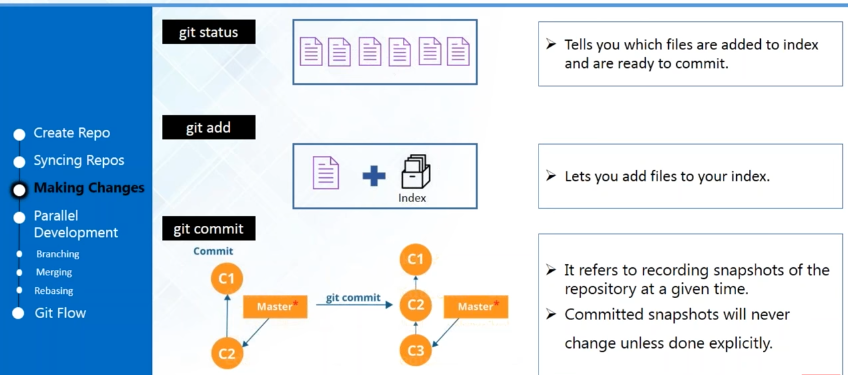 Create Repo
Syncing Repos
Making Changes
Parallel
Development
Branching
Merging
Rebasing
Git Flow
git status
➢ Tells you which files are added to index
and are ready to commit.
git add
Index
➢ Lets you add files to your index.
git commit
Commit
C1
Master*
C2
git commit
C1
C2
Master*
C3
➢ It refers to recording snapshots of the
repository at a given time.
➢ Committed snapshots will never
change unless done explicitly.